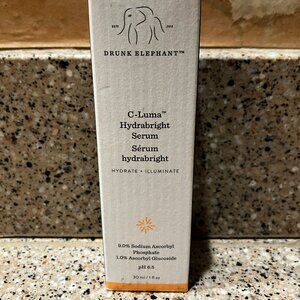 DRUNK ELEPHANT™
C-Luma™
Hydrabright
Serum
Sérum
hydrabright
HYDRATE + ILLUMINATE
9.0% Sodium Ascorbyl
Phosphate
1.0% Ascorbyl Glucoside
pH 6.5
30 ml / 1 fl oz